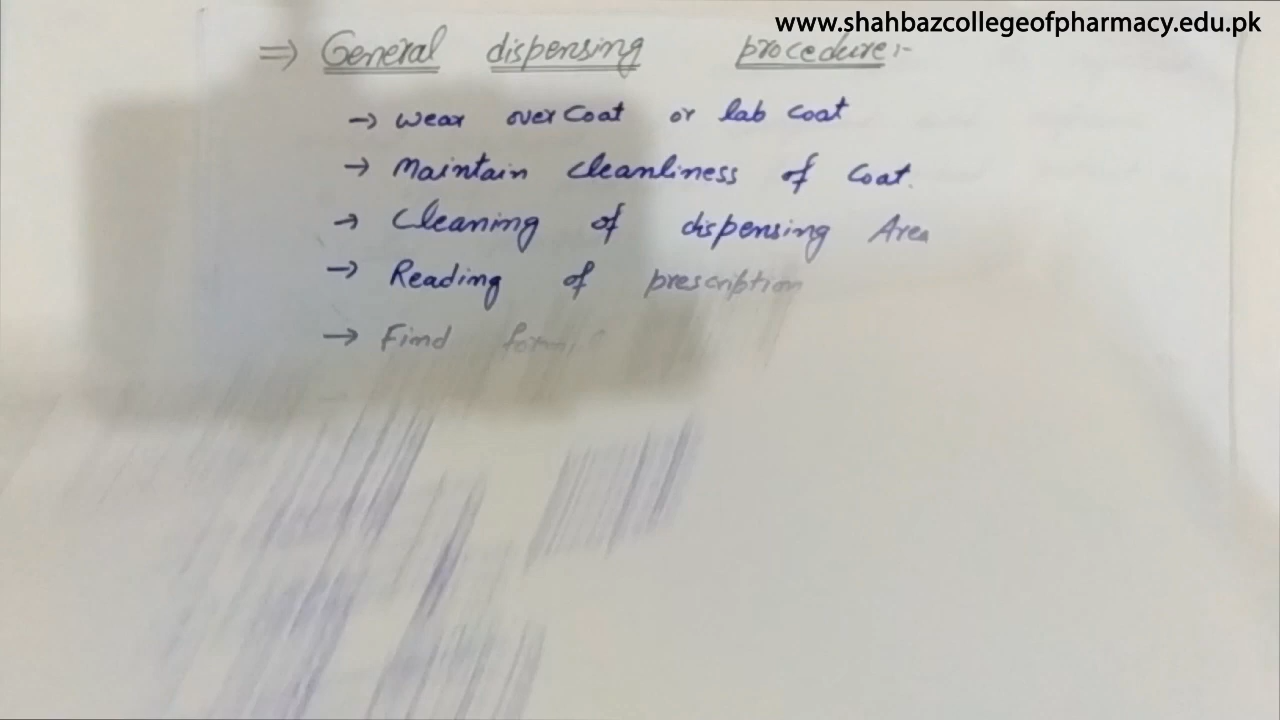 www.shahbazcollegeofpharmacy.edu.pk
⇒ General dispensing procedure:-
→ Wear overCoat or lab coat
→ Maintain cleanliness of Coat.
→ Cleaning of dispensing Area
→ Reading of prescription
→ Find